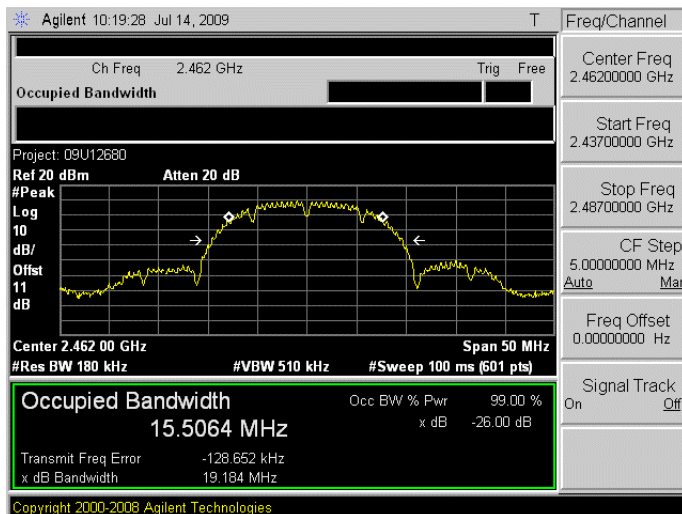 Agilent 10:19:28 Jul 14, 2009 T
Freq/Channel
Ch Freq 2.462 GHz Trig Free
Occupied Bandwidth
Project: 09U12680
Ref 20 dBm Atten 20 dB
#Peak
Log
10
dB/
Offst
11
dB
Center 2.462 00 GHz Span 50 MHz
#Res BW 180 kHz #VBW 510 kHz #Sweep 100 ms (601 pts)
Occupied Bandwidth
15.5064 MHz
Occ BW % Pwr 99.00 %
x dB -26.00 dB
Transmit Freq Error -128.652 kHz
x dB Bandwidth 19.184 MHz
Copyright 2000-2008 Agilent Technologies
Center Freq
2.46200000 GHz
Start Freq
2.43700000 GHz
Stop Freq
2.48700000 GHz
CF Step
5.00000000 MHz
Auto Mar
Freq Offset
0.00000000 Hz
Signal Track
On Off